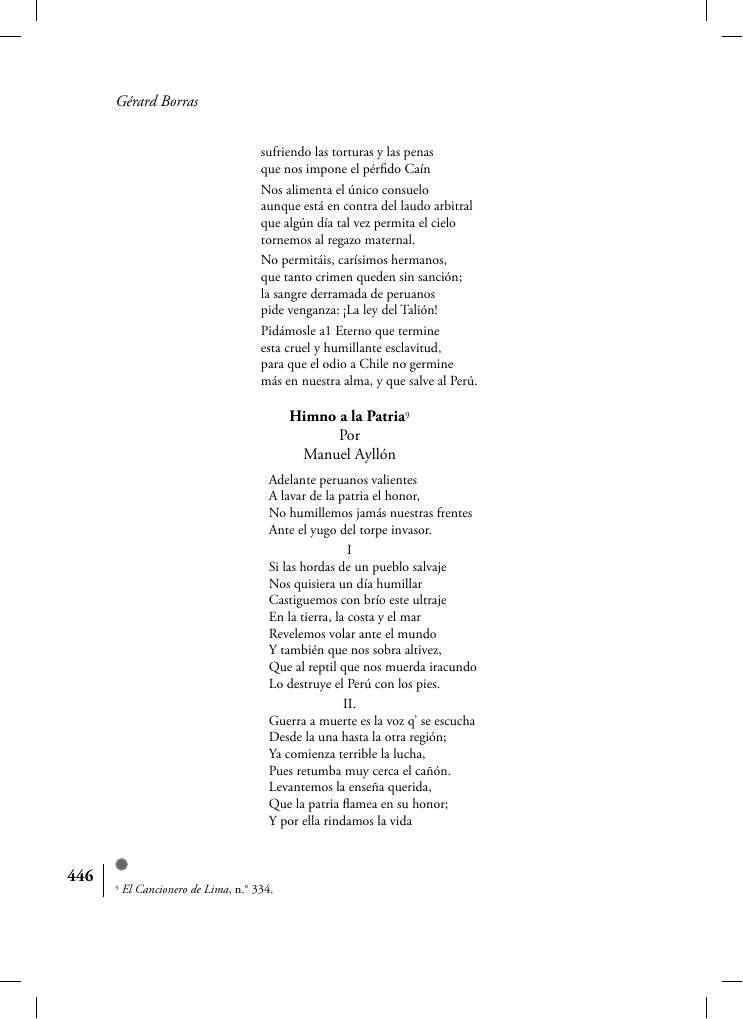 Gérard Borras
sufriendo las torturas y las penas
que nos impone el pérfido Caín
Nos alimenta el único consuelo
aunque está en contra del laudo arbitral
que algún día tal vez permita el cielo
tornemos al regazo maternal.
No permitáis, carísimos hermanos,
que tanto crimen queden sin sanción;
la sangre derramada de peruanos
pide venganza: ¡La ley del Talión!
Pidámosle a1 Eterno que termine
esta cruel y humillante esclavitud,
para que el odio a Chile no germine
más en nuestra alma, y que salve al Perú.
Himno a la Patria⁹
Por
Manuel Ayllón
Adelante peruanos valientes
A lavar de la patria el honor,
No humillemos jamás nuestras frentes
Ante el yugo del torpe invasor.
I
Si las hordas de un pueblo salvaje
Nos quisiera un día humillar
Castiguemos con brío este ultraje
En la tierra, la costa y el mar
Revelemos volar ante el mundo
Y también que nos sobra altivez,
Que al reptil que nos muerda iracundo
Lo destruye el Perú con los pies.
II.
Guerra a muerte es la voz q’ se escucha
Desde la una hasta la otra región;
Ya comienza terrible la lucha,
Pues retumba muy cerca el cañón.
Levantemos la enseña querida,
Que la patria flamea en su honor;
Y por ella rindamos la vida
446
⁹ El Cancionero de Lima, n.° 334.